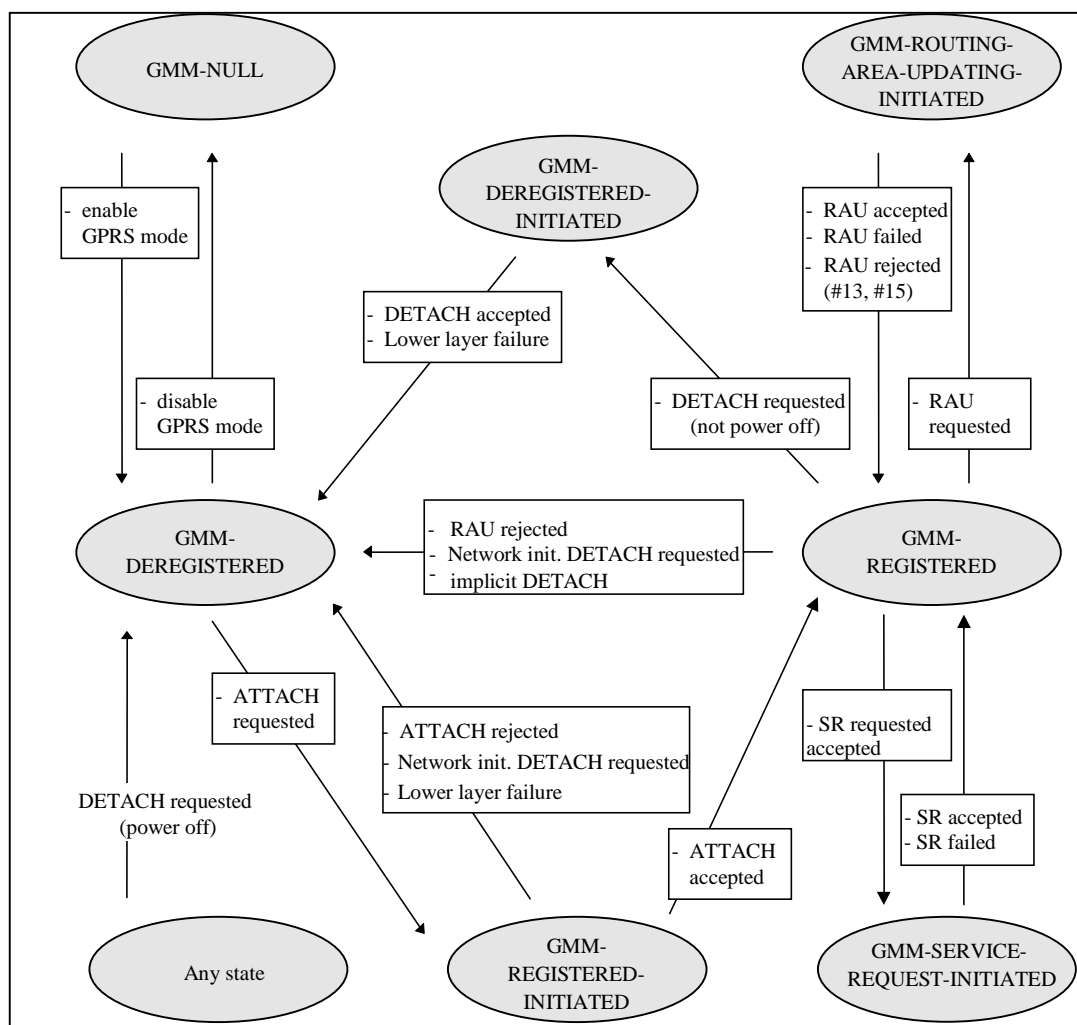 GMM-NULL
GMM-ROUTING-
AREA-UPDATING-
INITIATED
GMM-
DEREGISTERED-
INITIATED
- enable
GPRS mode
- RAU accepted
- RAU failed
- RAU rejected
(#13, #15)
- DETACH accepted
- Lower layer failure
- disable
GPRS mode
- DETACH requested
(not power off)
- RAU
requested
GMM-
DEREGISTERED
- RAU rejected
- Network init. DETACH requested
- implicit DETACH
GMM-
REGISTERED
- ATTACH
requested
- ATTACH rejected
- Network init. DETACH requested
- Lower layer failure
- SR requested
accepted
DETACH requested
(power off)
- ATTACH
accepted
- SR accepted
- SR failed
Any state
GMM-
REGISTERED-
INITIATED
GMM-SERVICE-
REQUEST-INITIATED